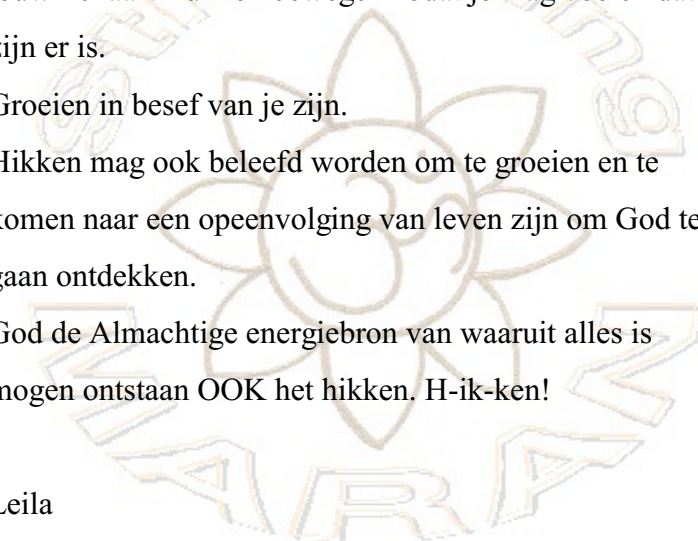 zijn er is.
Groeien in besef van je zijn.
Hikken mag ook beleefd worden om te groeien en te
komen naar een opeenvolging van leven zijn om God te
gaan ontdekken.
God de Almachtige energiebron van waaruit alles is
mogen ontstaan OOK het hikken. H-ik-ken!
Leila